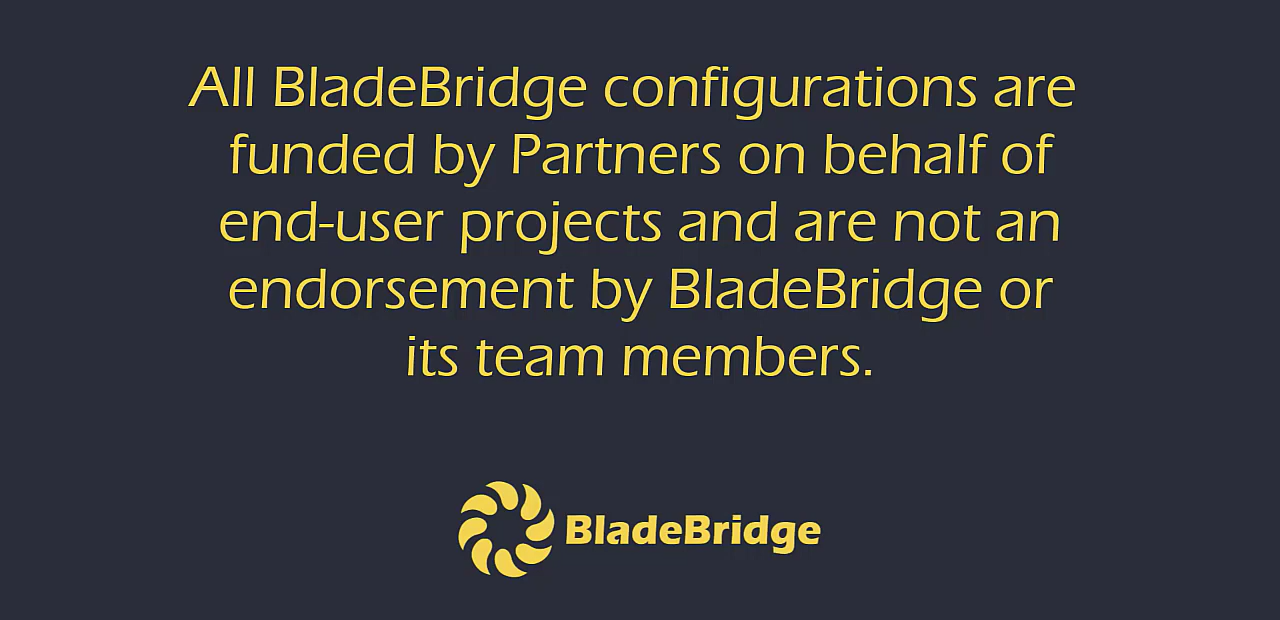 All BladeBridge configurations are
funded by Partners on behalf of
end-user projects and are not an
endorsement by BladeBridge or
its team members.
BladeBridge